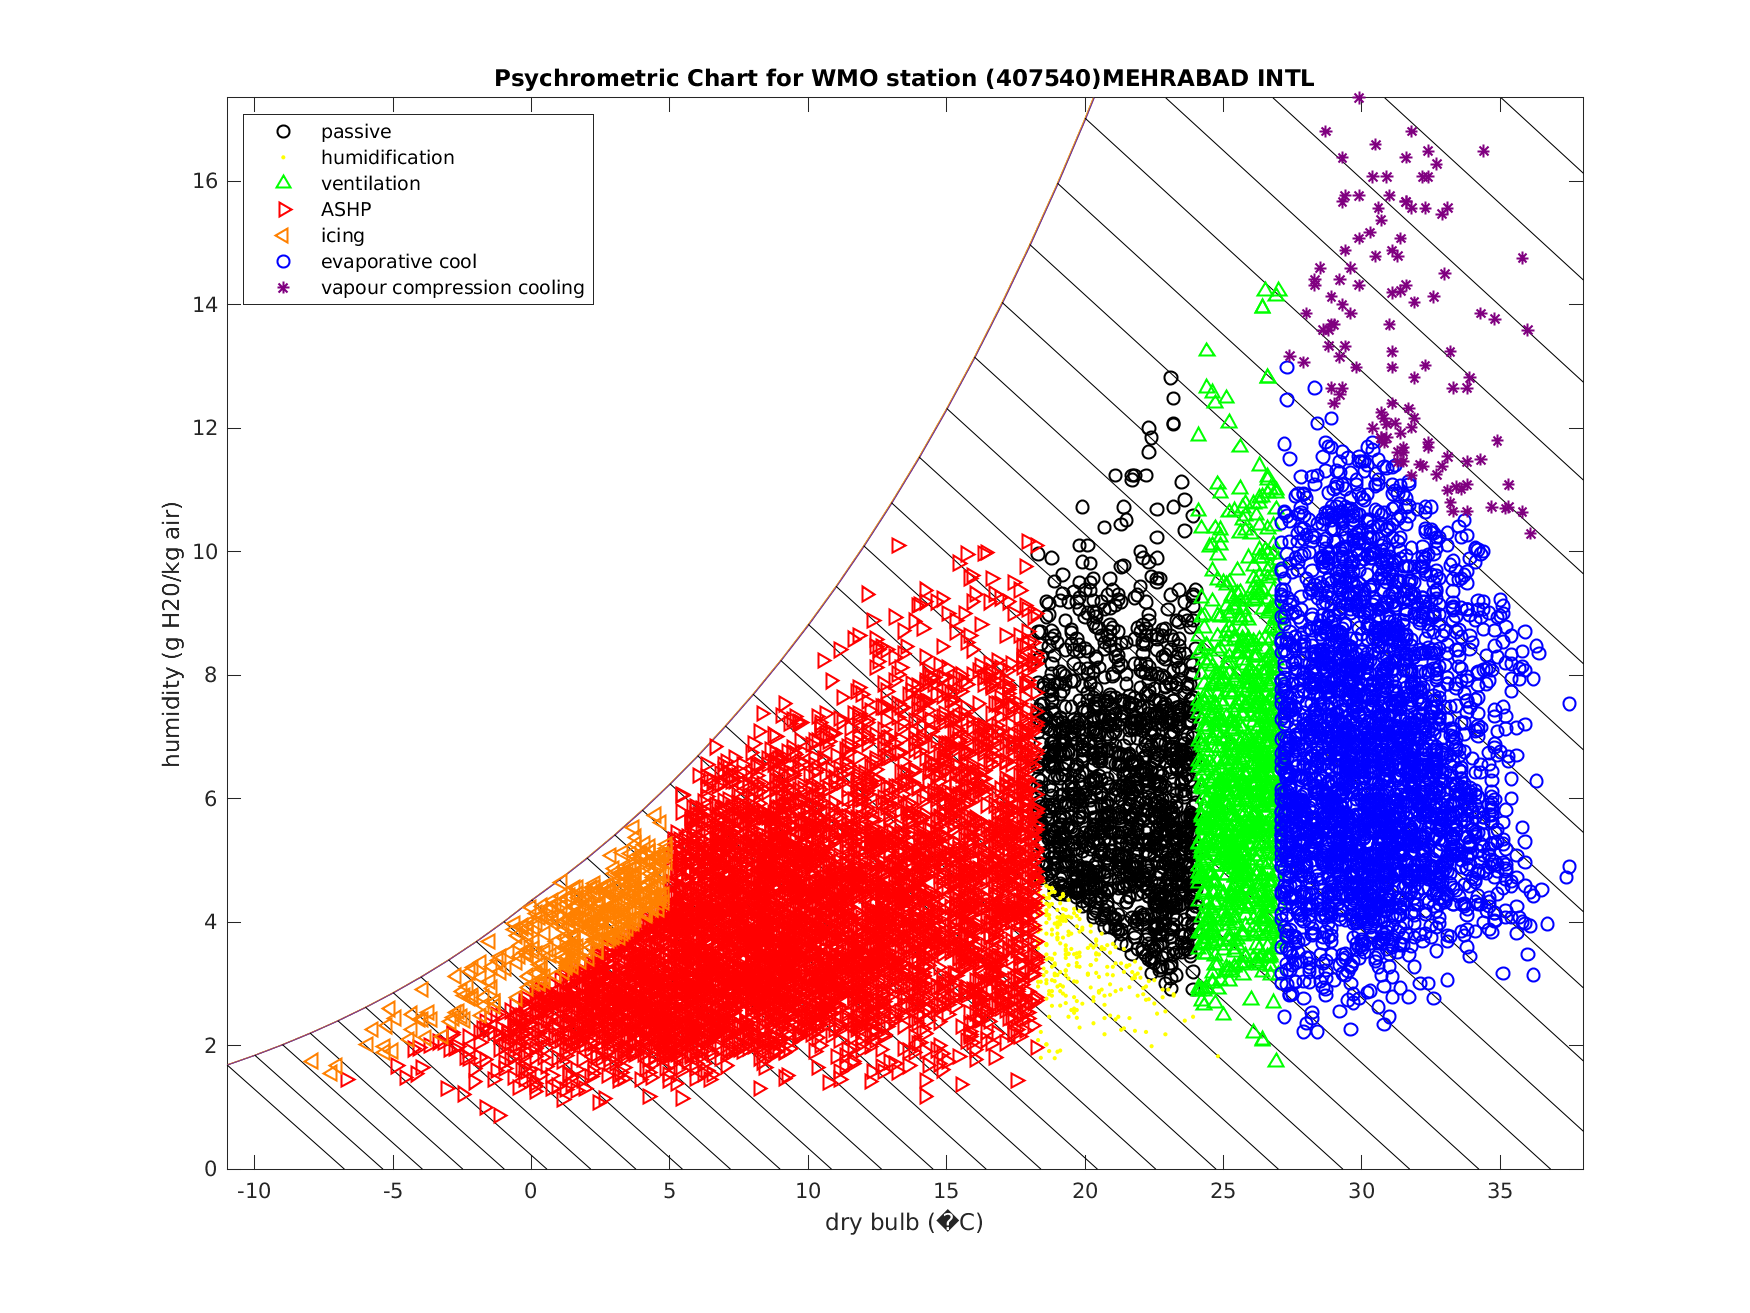 Psychrometric Chart for WMO station (407540)MEHRABAD INTL
passive
humidification
ventilation
ASHP
icing
evaporative cool
vapour compression cooling
humidity (g H20/kg air)
16
14
12
10
8
6
4
2
0
-10 -5 0 5 10 15 20 25 30 35
dry bulb (�C)